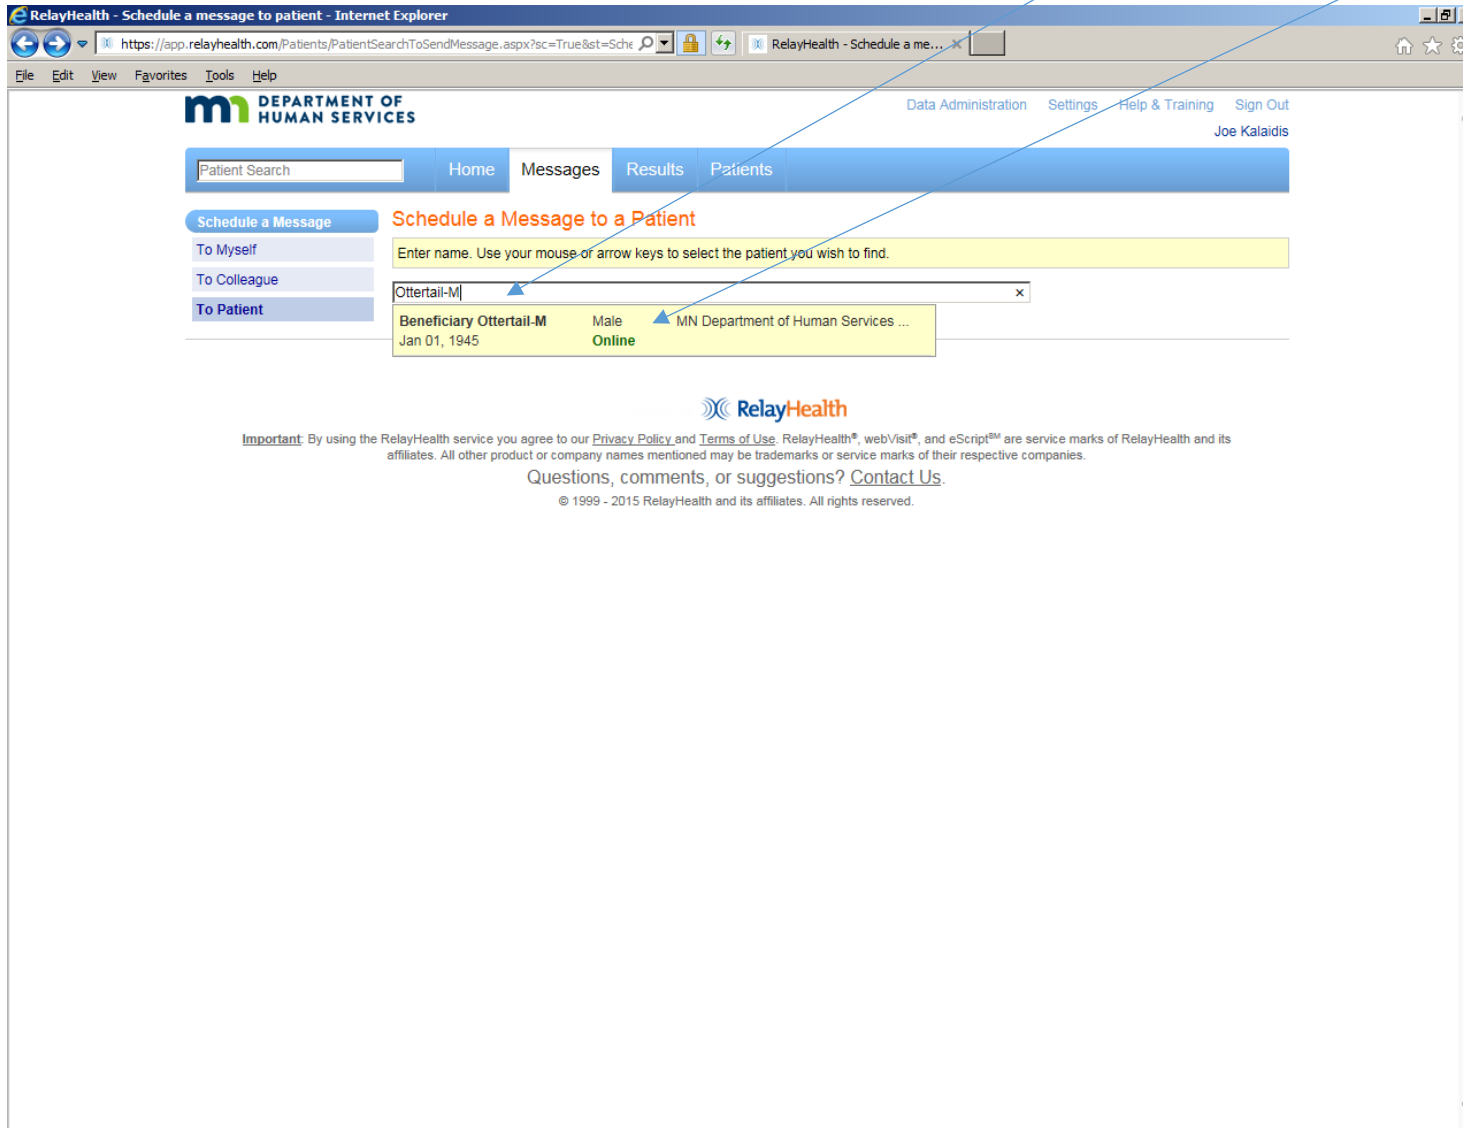 RelayHealth - Schedule a message to patient - Internet Explorer
https://app.relayhealth.com/Patients/PatientSearchToSendMessage.aspx?sc=True&st=Sche
RelayHealth - Schedule a me...
File Edit View Favorites Tools Help
mn DEPARTMENT OF
HUMAN SERVICES
Data Administration Settings Help & Training Sign Out
Joe Kalaidis
Patient Search Home Messages Results Patients
Schedule a Message
To Myself
To Colleague
To Patient
Schedule a Message to a Patient
Enter name. Use your mouse or arrow keys to select the patient you wish to find.
Ottertail-M ×
Beneficiary Ottertail-M Male MN Department of Human Services ...
Jan 01, 1945 Online
RelayHealth
Important: By using the RelayHealth service you agree to our Privacy Policy and Terms of Use. RelayHealth®, webVisit®, and eScript℠ are service marks of RelayHealth and its
affiliates. All other product or company names mentioned may be trademarks or service marks of their respective companies.
Questions, comments, or suggestions? Contact Us.
© 1999 - 2015 RelayHealth and its affiliates. All rights reserved.